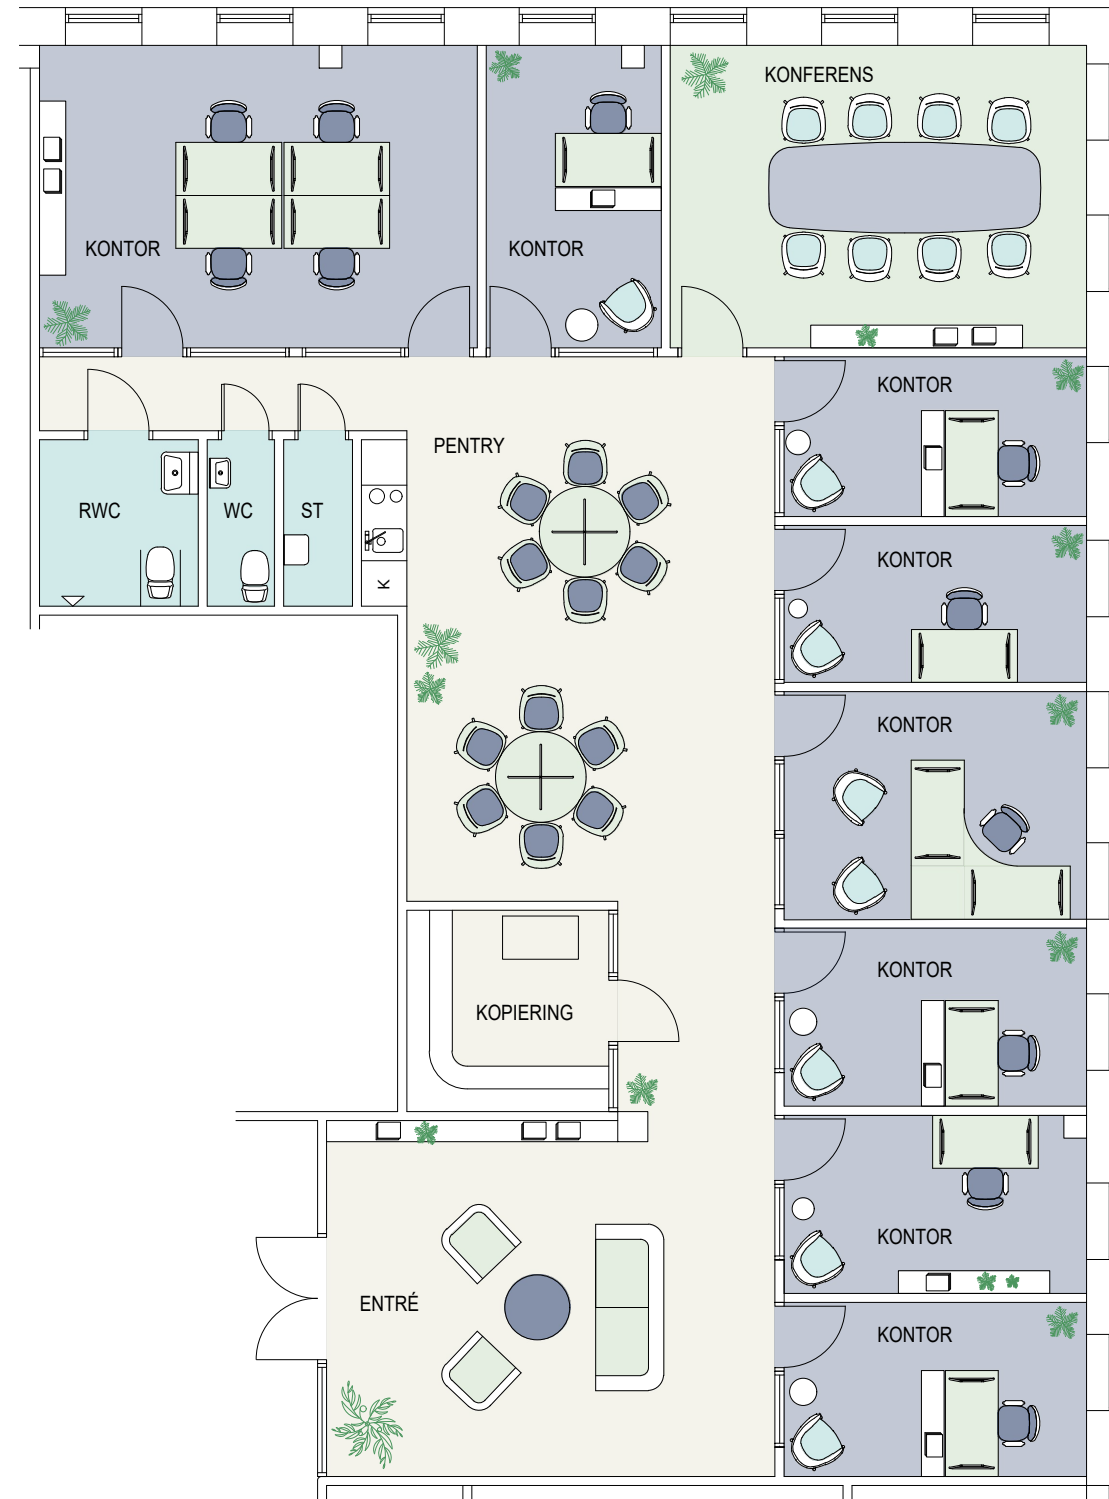 KONFERENS
KONTOR
KONTOR
KONTOR
PENTRY
RWC
WC
ST
K
KONTOR
KONTOR
KONTOR
KOPIERING
KONTOR
ENTRÉ
KONTOR